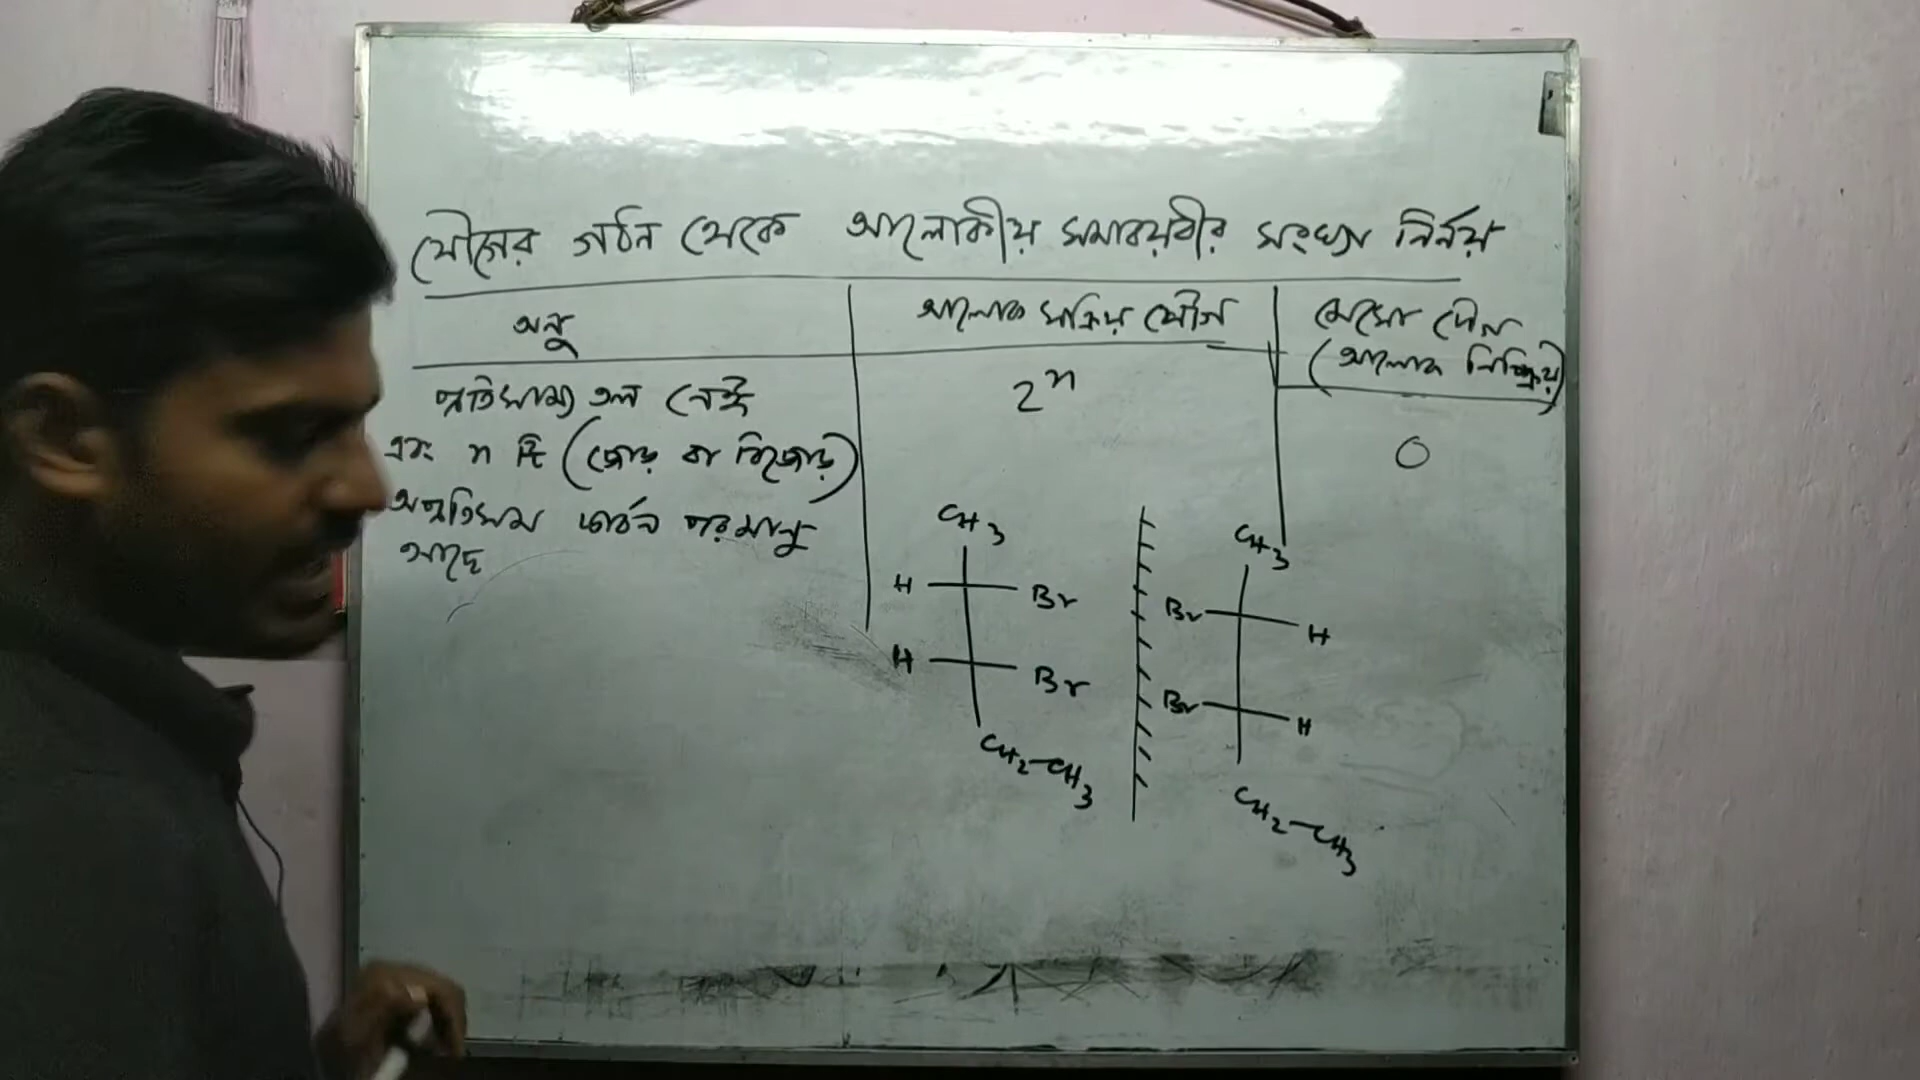 যৌগের গঠন থেকে আলোকীয় সমাবয়বীর সংখ্যা নির্নয়
অনু
আলোক সক্রিয় যৌগ
মেসো যৌগ
(আলোক নিষ্ক্রিয়)
প্রতিসাম্য তল নেই
এবং n টি (জোড় বা বিজোড়)
অপ্রতিসম কার্বন পরমানু
আছে
2ⁿ
0
CH₃
H Br
H Br
CH₂-CH₃
CH₃
Br H
Br H
CH₂-CH₃